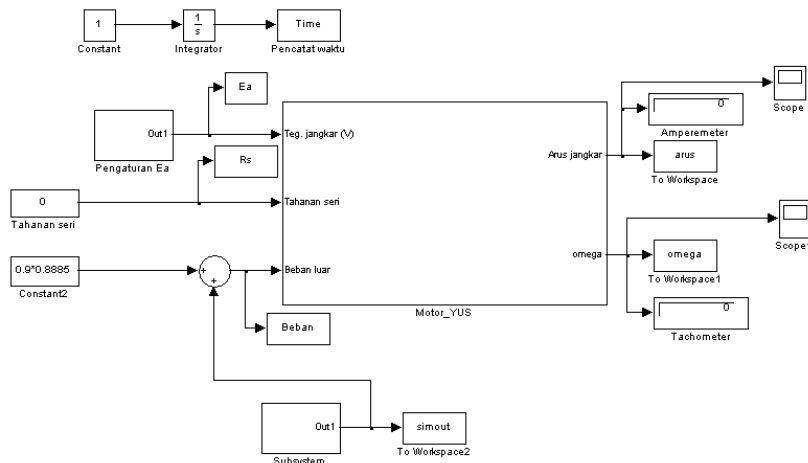 1
Constant
1
s
Integrator
Time
Pencatat waktu
Ea
Out1
Pengaturan Ea
Teg. jangkar (V)
Rs
0
Tahanan seri
Tahanan seri
0.9*0.8885
Constant2
+
+
Beban luar
Beban
Motor_YUS
Arus jangkar
omega
Scope
0
Amperemeter
arus
To Workspace
Scope1
omega
To Workspace1
0
Tachometer
Out1
Subsystem
simout
To Workspace2